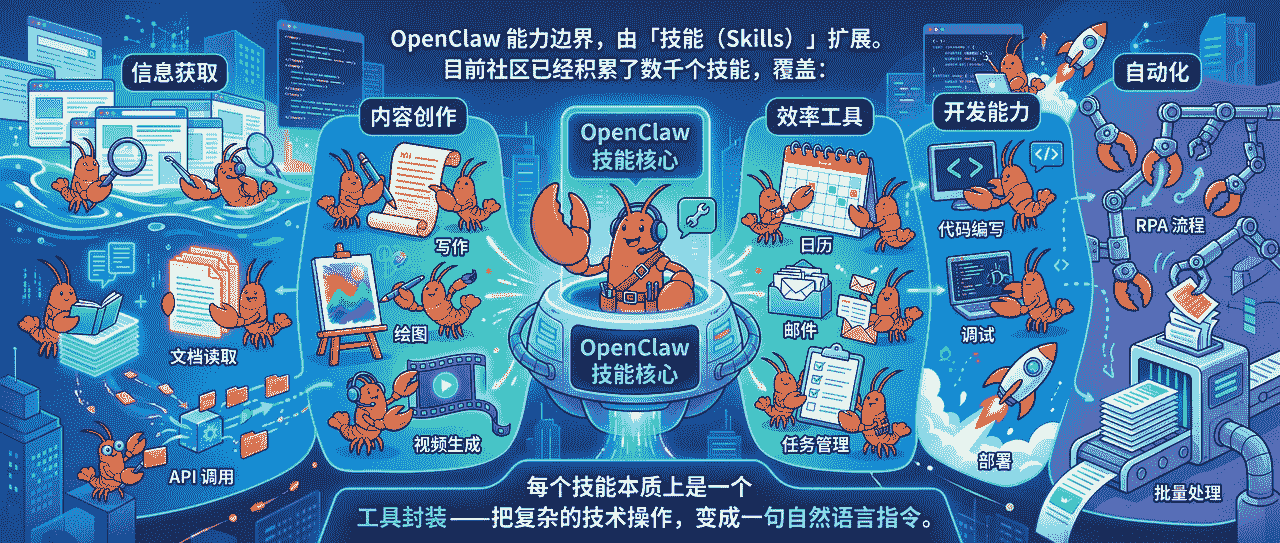 OpenClaw 能力边界，由「技能（Skills）」扩展。
目前社区已经积累了数千个技能，覆盖：
信息获取
文档读取
API 调用
内容创作
写作
绘图
视频生成
OpenClaw
技能核心
OpenClaw
技能核心
效率工具
日历
邮件
任务管理
开发能力
</>
代码编写
调试
部署
自动化
RPA 流程
批量处理
每个技能本质上是一个
工具封装——把复杂的技术操作，变成一句自然语言指令。